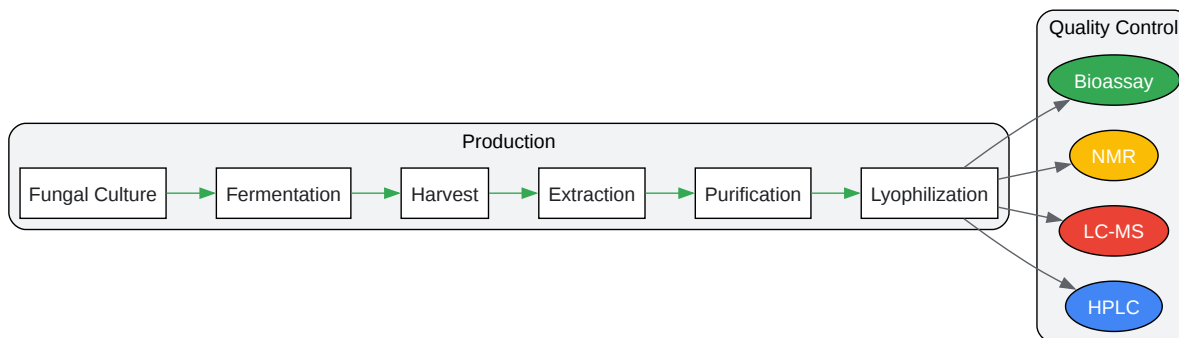 Quality Control
Bioassay
Production
NMR
Fungal Culture
Fermentation
Harvest
Extraction
Purification
Lyophilization
LC-MS
HPLC